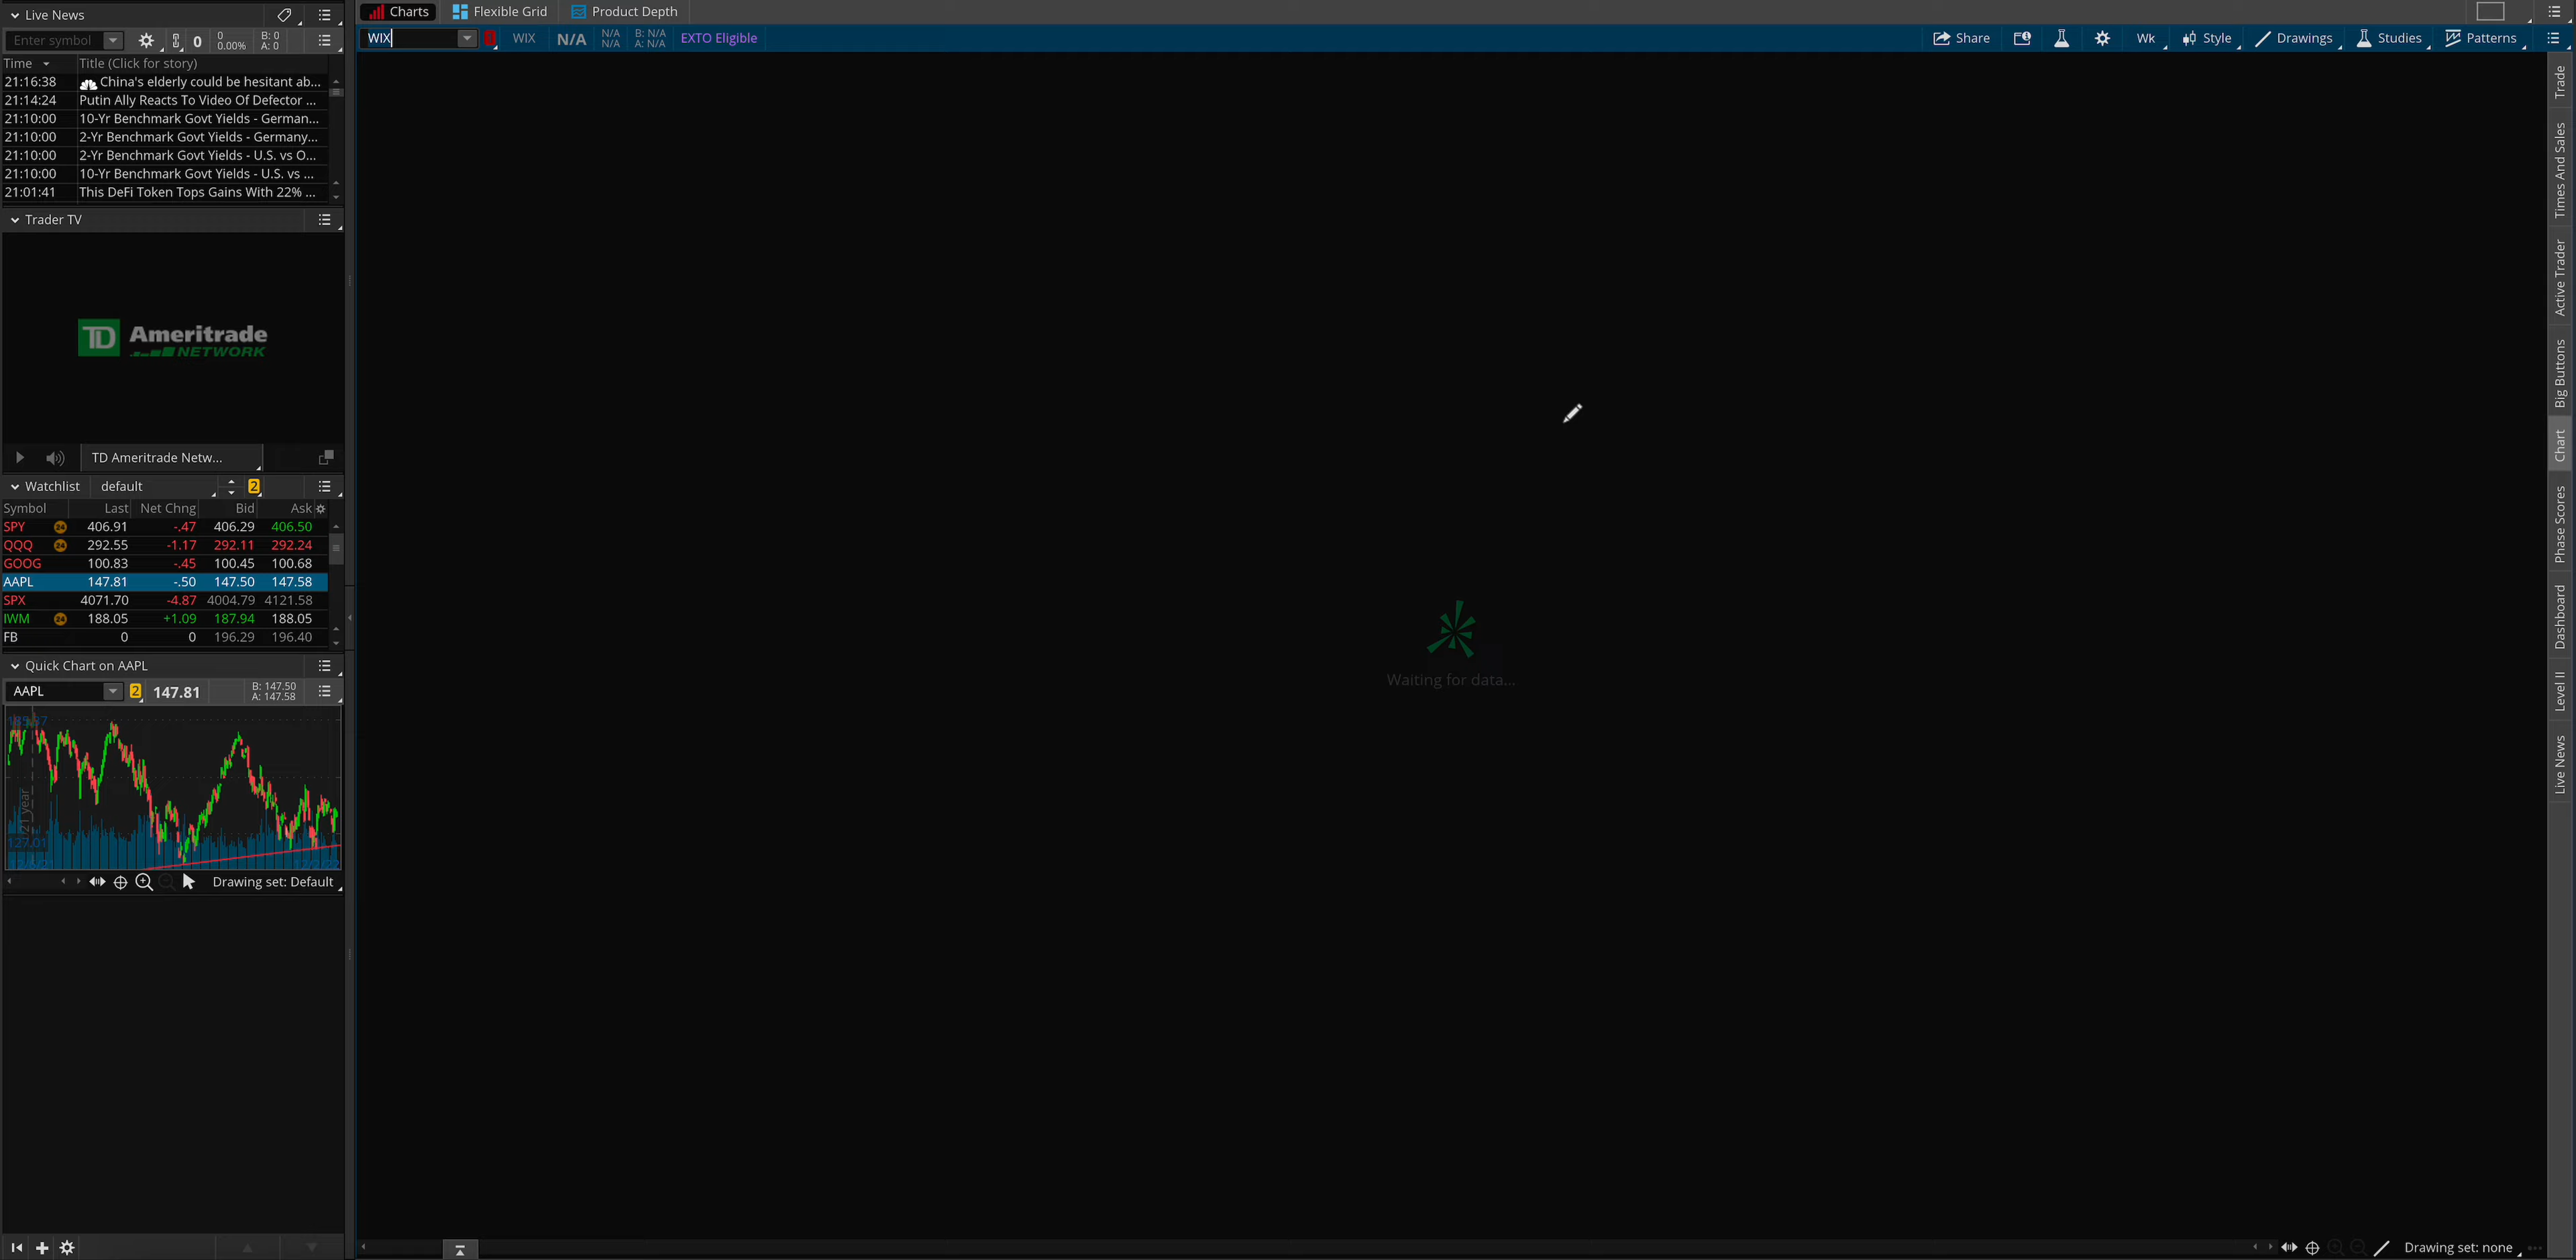 Live News
Enter symbol
0
0
0.00%
B: 0
A: 0
Time
Title (Click for story)
21:16:38 China's elderly could be hesitant ab...
21:14:24 Putin Ally Reacts To Video Of Defector ...
21:10:00 10-Yr Benchmark Govt Yields - German...
21:10:00 2-Yr Benchmark Govt Yields - Germany...
21:10:00 2-Yr Benchmark Govt Yields - U.S. vs O...
21:10:00 10-Yr Benchmark Govt Yields - U.S. vs ...
21:01:41 This DeFi Token Tops Gains With 22% ...
Trader TV
TD Ameritrade
NETWORK
TD Ameritrade Netw...
Watchlist default 2
Symbol Last Net Chng Bid Ask
SPY 24 406.91 -.47 406.29 406.50
QQQ 24 292.55 -1.17 292.11 292.24
GOOG 100.83 -.45 100.45 100.68
AAPL 147.81 -.50 147.50 147.58
SPX 4071.70 -4.87 4004.79 4121.58
IWM 24 188.05 +1.09 187.94 188.05
FB 0 0 196.29 196.40
Quick Chart on AAPL
AAPL 2 147.81
B: 147.50
A: 147.58
21 year
127.01
Drawing set: Default
Charts Flexible Grid Product Depth
WIX
WIX N/A
N/A
N/A
B: N/A
A: N/A
EXTO Eligible
Share Wk Style Drawings Studies Patterns
Waiting for data...
Trade
Times And Sales
Active Trader
Big Buttons
Chart
Phase Scores
Dashboard
Level II
Live News
Drawing set: none